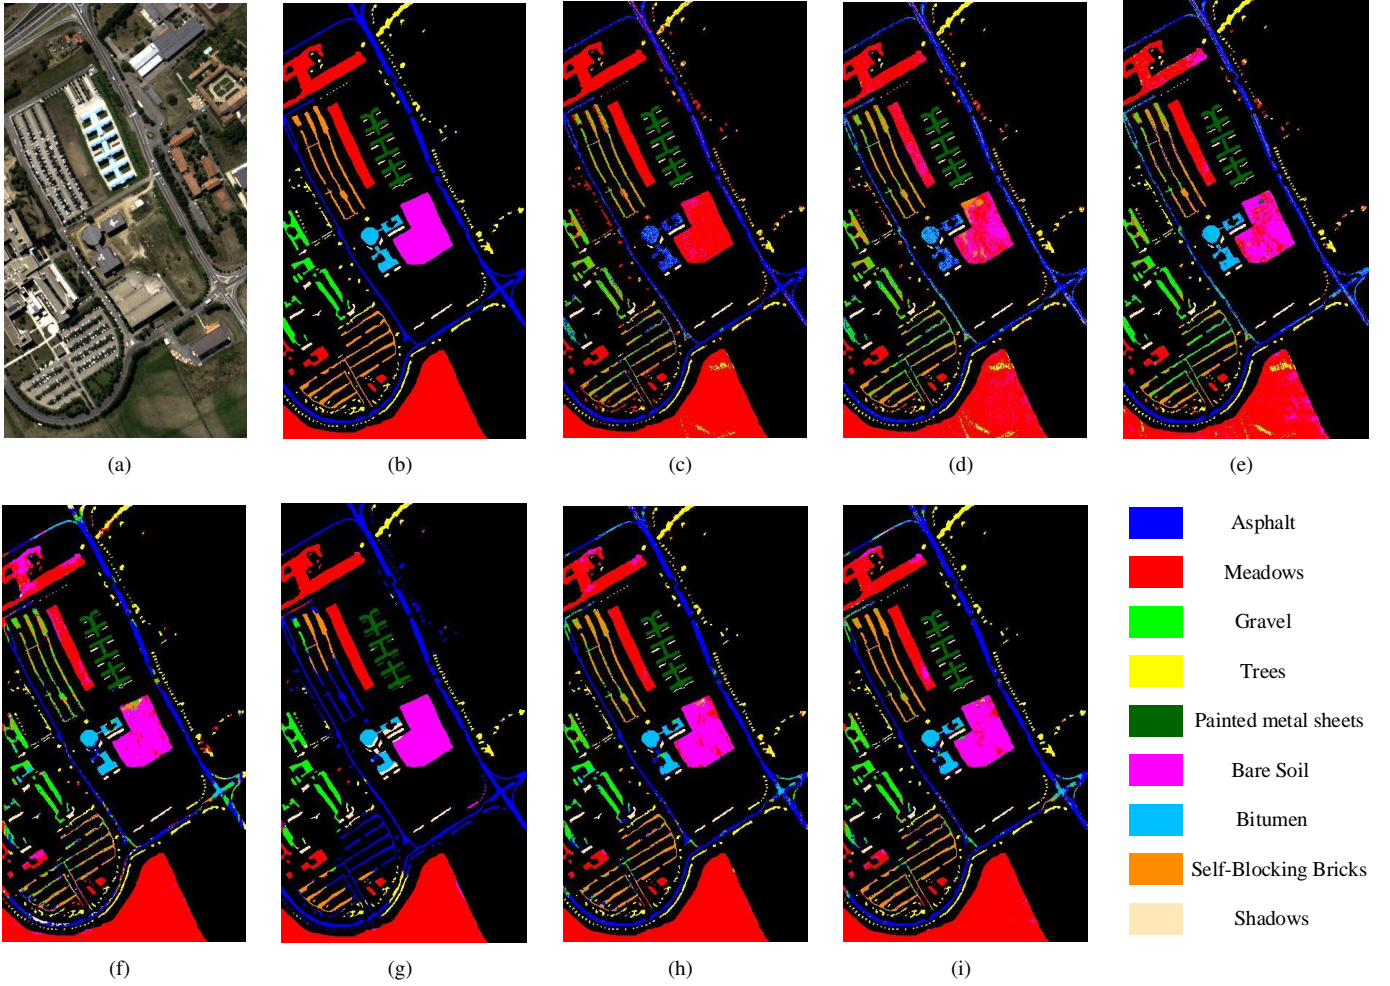 (a)
(b)
(c)
(d)
(e)
(f)
(g)
(h)
(i)
Asphalt
Meadows
Gravel
Trees
Painted metal sheets
Bare Soil
Bitumen
Self-Blocking Bricks
Shadows